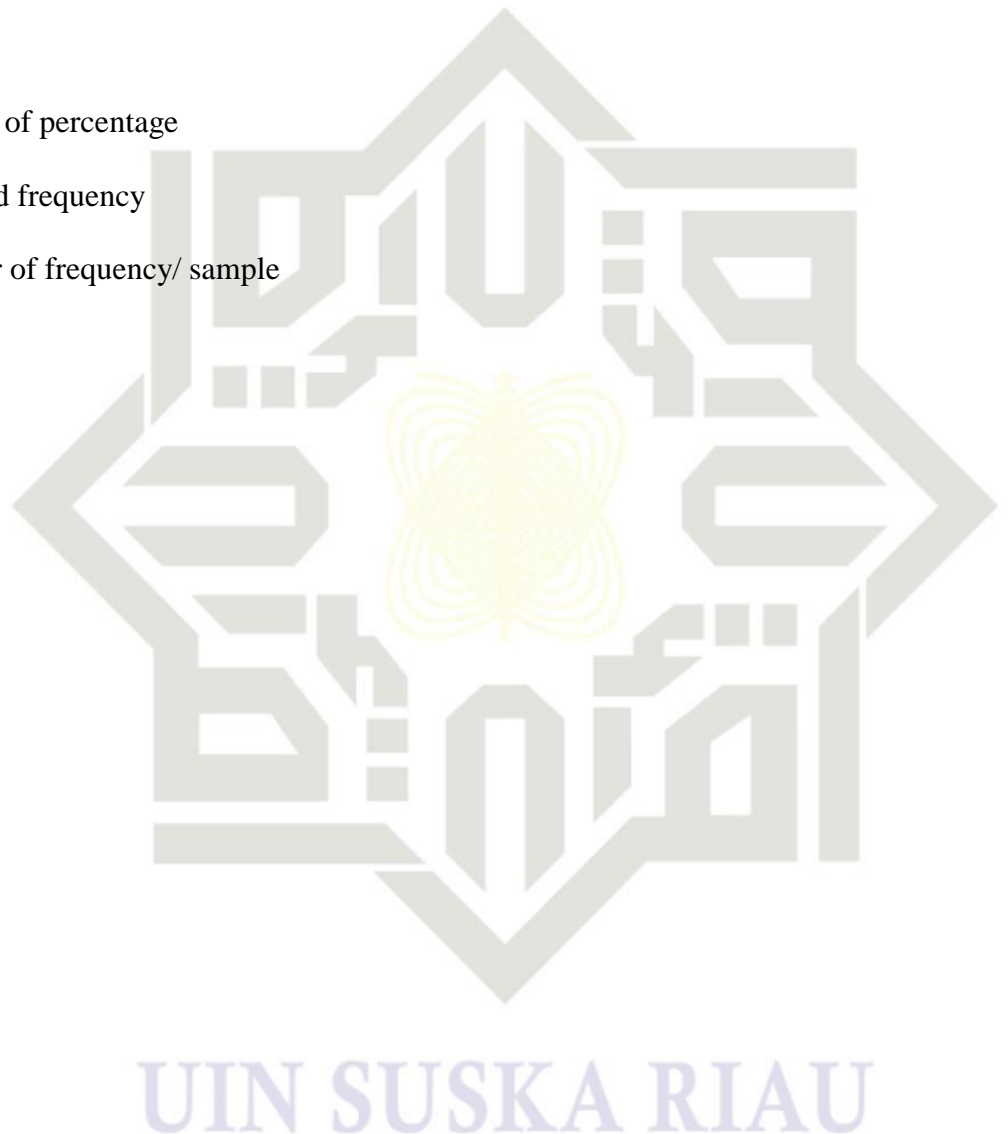 of percentage
d frequency
r of frequency/ sample
UIN SUSKA RIAU